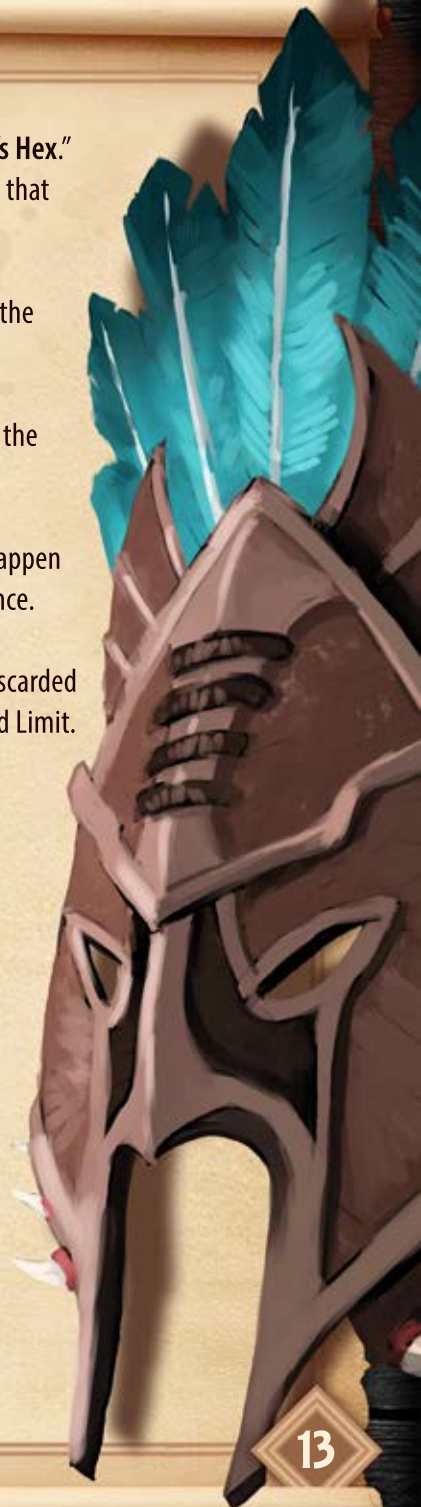 ’s Hex.”
that
the
the
appen
nce.
scarded
d Limit.
13